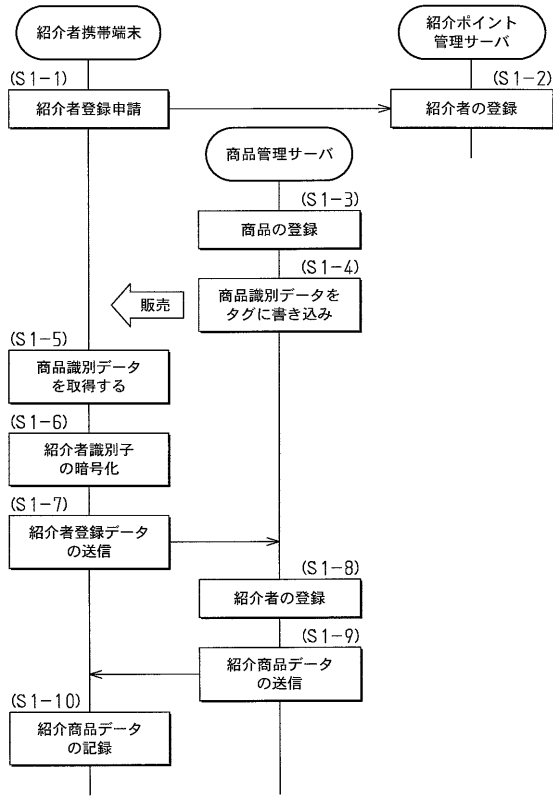 紹介者携帯端末
紹介ポイント
管理サーバ
(S1-1)
紹介者登録申請
(S1-2)
紹介者の登録
商品管理サーバ
(S1-3)
商品の登録
(S1-4)
商品識別データを
タグに書き込み
販売
(S1-5)
商品識別データ
を取得する
(S1-6)
紹介者識別子
の暗号化
(S1-7)
紹介者登録データ
の送信
(S1-8)
紹介者の登録
(S1-9)
紹介商品データ
の送信
(S1-10)
紹介商品データ
の記録